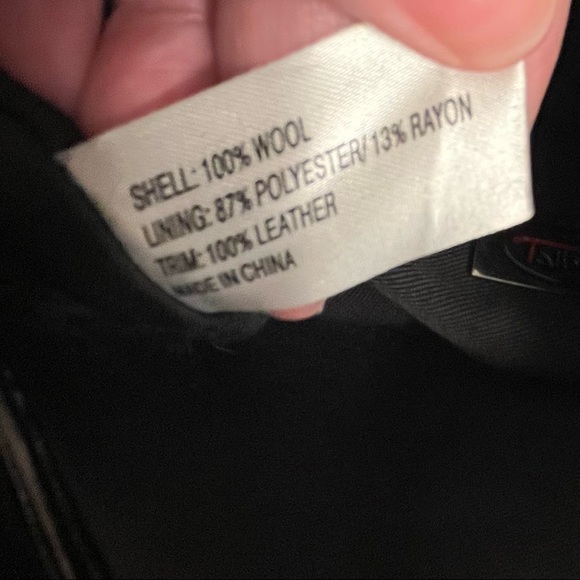 SHELL: 100% WOOL
LINING: 87% POLYESTER/ 13% RAYON
TRIM: 100% LEATHER
MADE IN CHINA